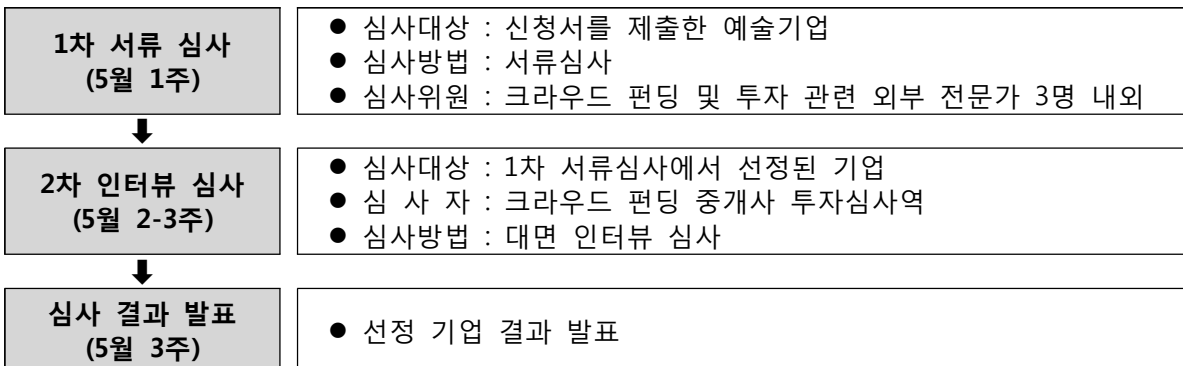 1차 서류 심사
(5월 1주)
● 심사대상 : 신청서를 제출한 예술기업
● 심사방법 : 서류심사
● 심사위원 : 크라우드 펀딩 및 투자 관련 외부 전문가 3명 내외
2차 인터뷰 심사
(5월 2-3주)
● 심사대상 : 1차 서류심사에서 선정된 기업
● 심 사 자 : 크라우드 펀딩 중개사 투자심사역
● 심사방법 : 대면 인터뷰 심사
심사 결과 발표
(5월 3주)
● 선정 기업 결과 발표